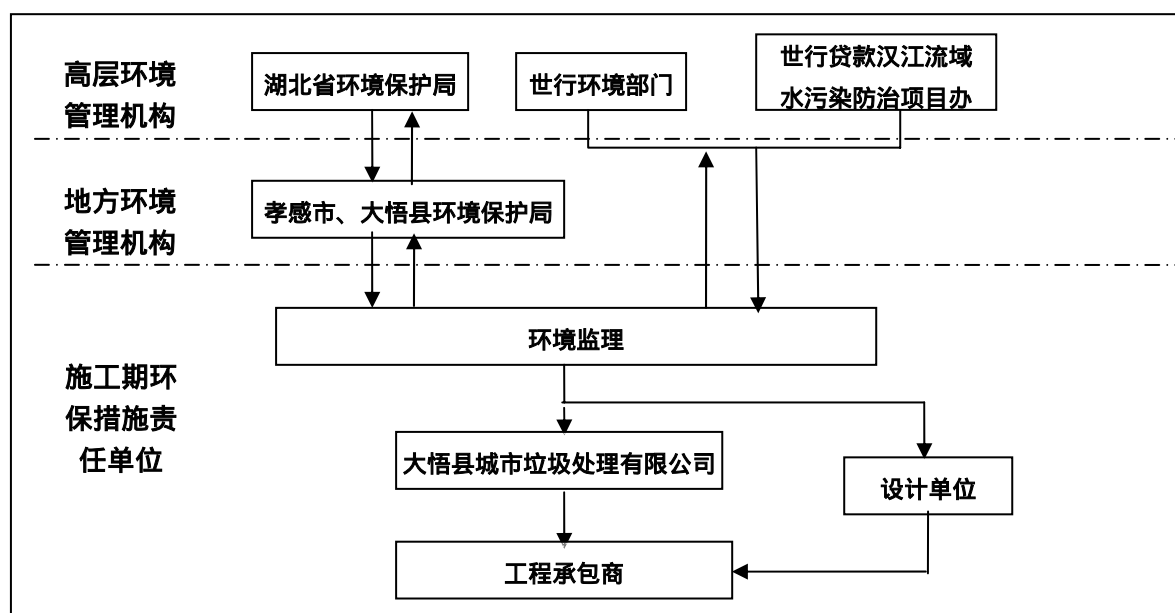 高层环境
管理机构
湖北省环境保护局
世行环境部门
世行贷款汉江流域
水污染防治项目办
地方环境
管理机构
孝感市、大悟县环境保护局
环境监理
施工期环
保措施责
任单位
大悟县城市垃圾处理有限公司
设计单位
工程承包商